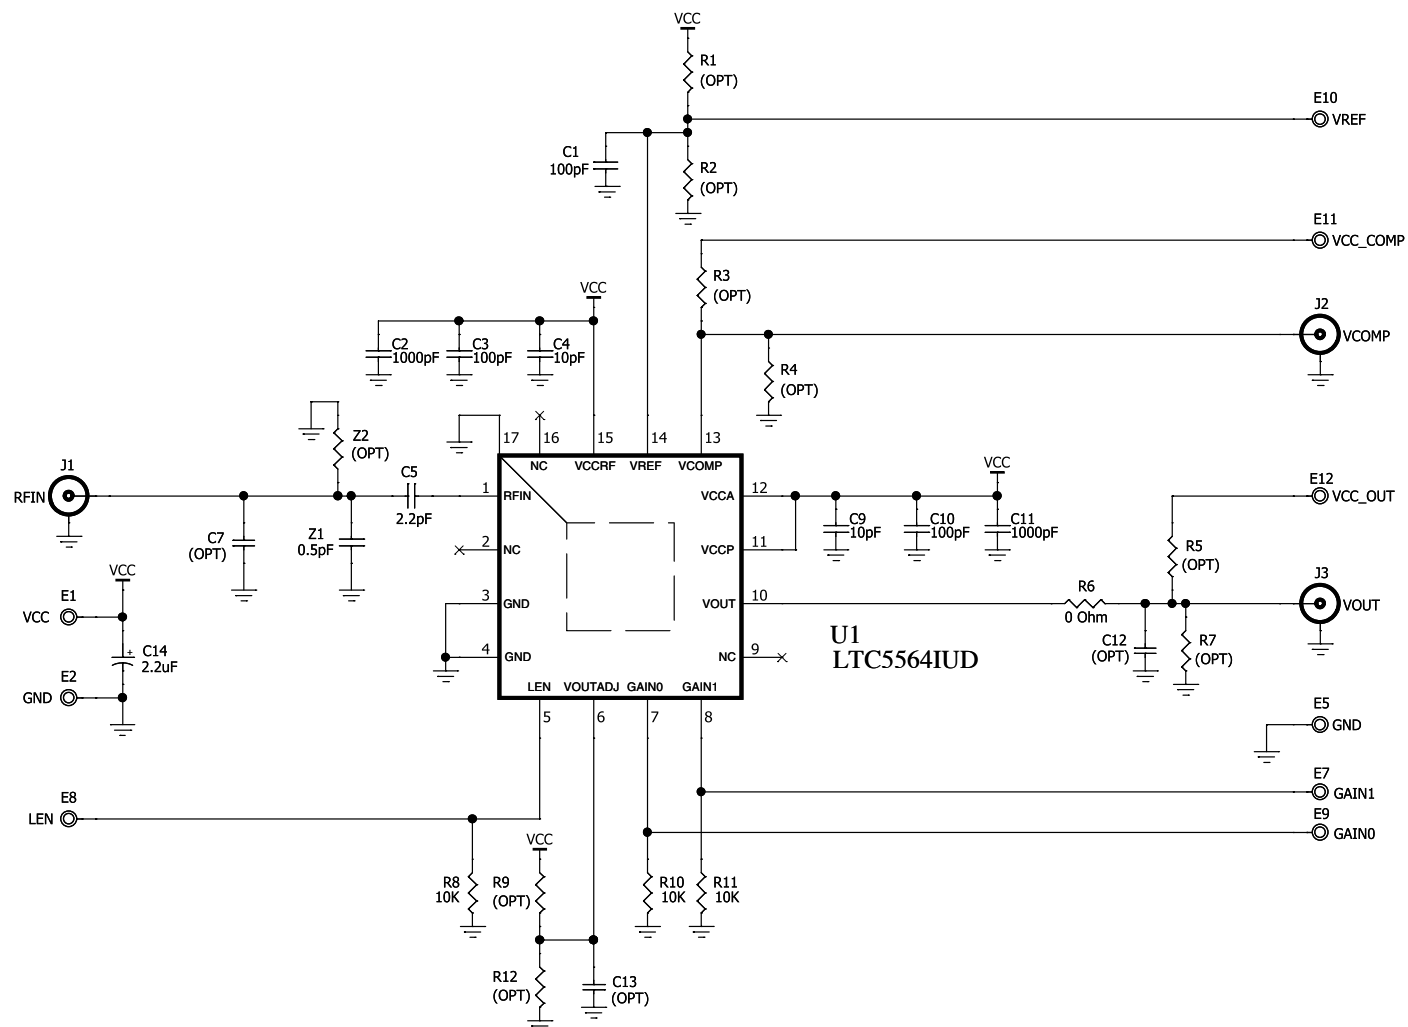 VCC
R1
(OPT)
E10
VREF
C1
100pF
R2
(OPT)
E11
VCC_COMP
R3
(OPT)
VCC
J2
VCOMP
C2
1000pF
C3
100pF
C4
10pF
R4
(OPT)
Z2
(OPT)
17
16
15
14
13
NC
VCCRF
VREF
VCOMP
J1
RFIN
C5
2.2pF
1
RFIN
VCCA
12
VCC
E12
VCC_OUT
C7
(OPT)
Z1
0.5pF
2
NC
VCCP
11
C9
10pF
C10
100pF
C11
1000pF
R5
(OPT)
VCC
E1
VCC
3
GND
VOUT
10
R6
0 Ohm
J3
VOUT
C14
+
2.2uF
4
GND
NC
9
U1
LTC5564IUD
C12
(OPT)
R7
(OPT)
E2
GND
LEN
VOUTADJ
GAIN0
GAIN1
5
6
7
8
E5
GND
E7
GAIN1
E8
LEN
E9
GAIN0
VCC
R8
10K
R9
(OPT)
R10
10K
R11
10K
R12
(OPT)
C13
(OPT)